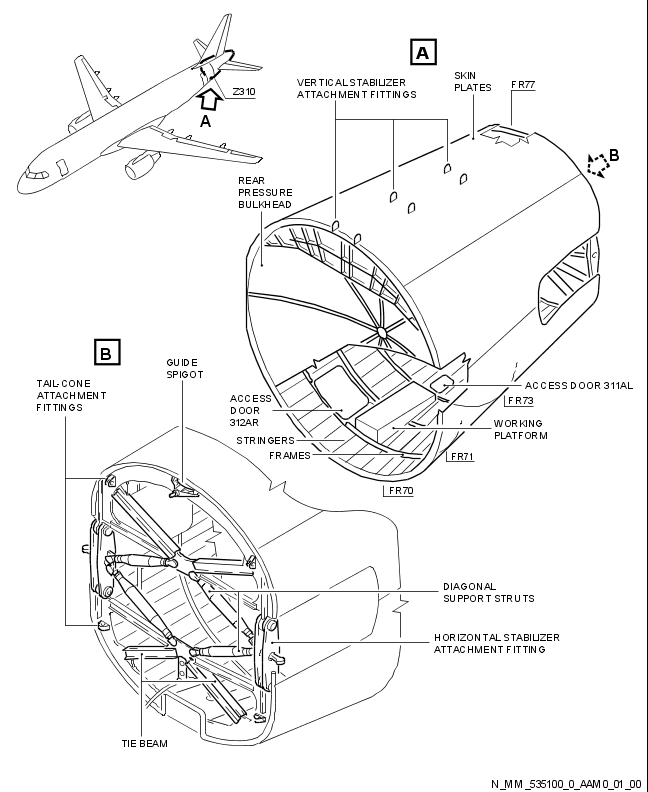 A
VERTICAL STABILIZER
ATTACHMENT FITTINGS
SKIN
PLATES
FR77
Z310
A
B
REAR
PRESSURE
BULKHEAD
B
GUIDE
SPIGOT
TAIL-CONE
ATTACHMENT
FITTINGS
ACCESS
DOOR
312AR
ACCESS DOOR 311AL
FR73
WORKING
PLATFORM
STRINGERS
FRAMES
FR71
FR70
DIAGONAL
SUPPORT STRUTS
HORIZONTAL STABILIZER
ATTACHMENT FITTING
TIE BEAM
N_MM_535100_0_AAM0_01_00